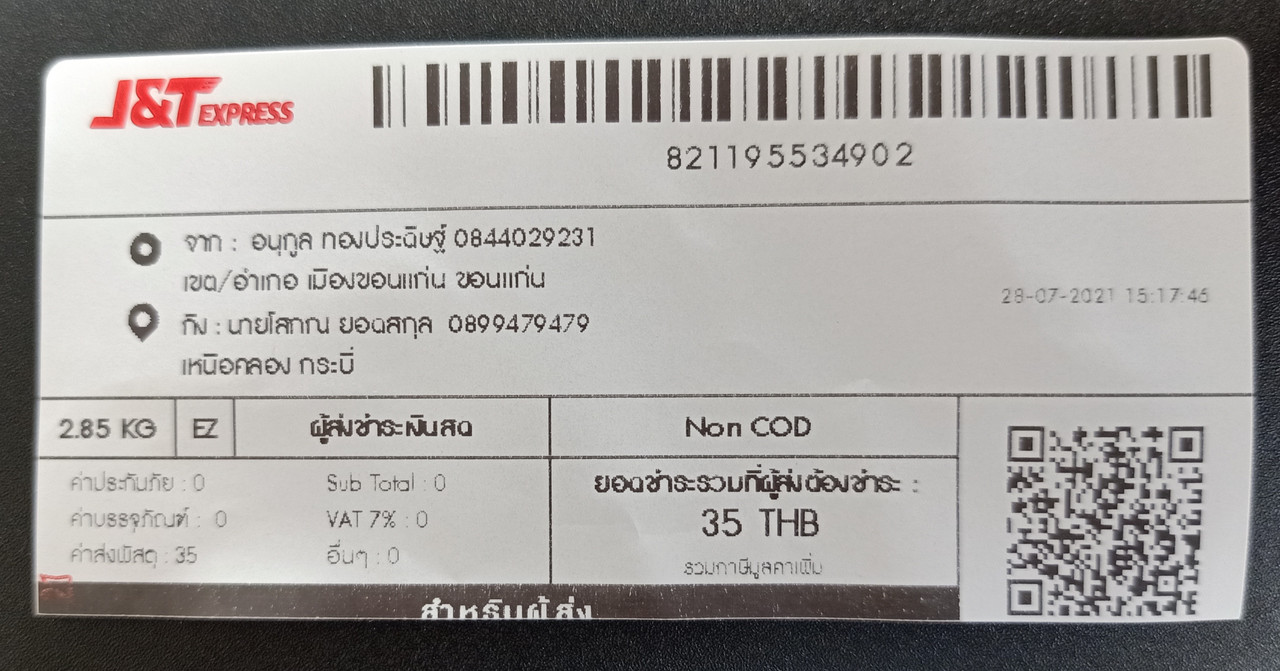 J&T EXPRESS
821195534902
จาก : อนุกูล ทองประดิษฐ์ 0844029231
เขต/อำเภอ เมืองขอนแก่น ขอนแก่น
28-07-2021 15:17:46
ถึง : นายโสภณ ยอดสกุล 0899479479
เหนือคลอง กระบี่
2.85 KG EZ ผู้ส่งชำระเงินสด Non COD
ค่าประกันภัย : 0 Sub Total : 0 ยอดชำระรวมที่ผู้ส่งต้องชำระ :
ค่าบรรจุภัณฑ์ : 0 VAT 7% : 0 35 THB
ค่าส่งพัสดุ : 35 อื่นๆ : 0 รวมภาษีมูลค่าเพิ่ม
สำหรับผู้ส่ง